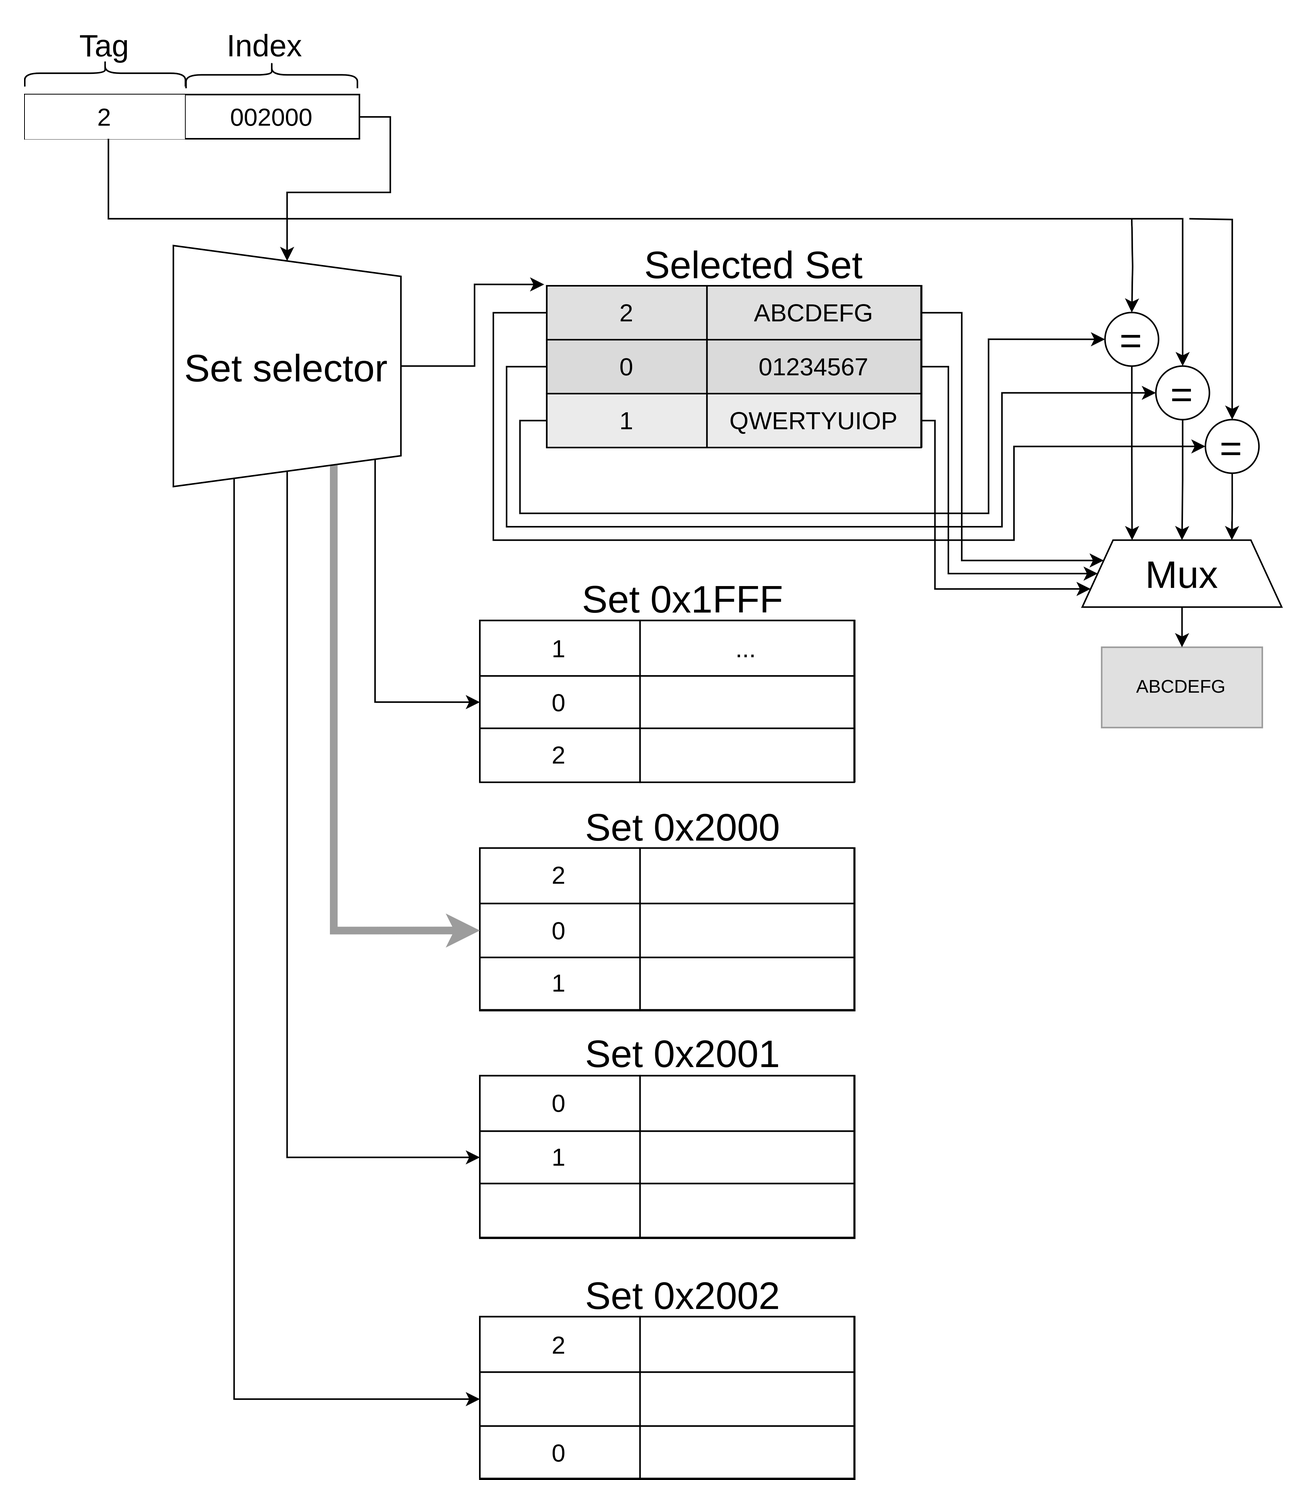 Tag Index
2 002000
Selected Set
Set selector
2 ABCDEFG
0 01234567
1 QWERTYUIOP
=
=
=
Mux
ABCDEFG
Set 0x1FFF
1 ...
0
2
Set 0x2000
2
0
1
Set 0x2001
0
1
Set 0x2002
2
0